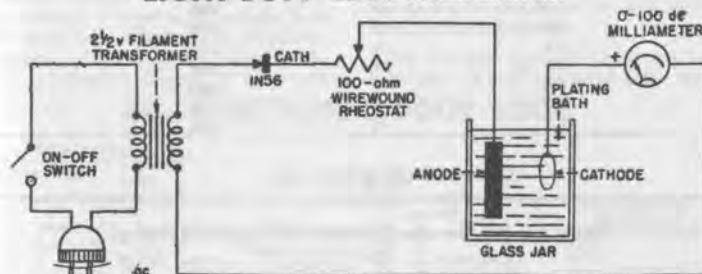 2½v FILAMENT
TRANSFORMER
ON-OFF
SWITCH
CATH
1N56
100-ohm
WIREWOUND
RHEOSTAT
0-100 dc
MILLIAMETER
+
PLATING
BATH
ANODE
CATHODE
GLASS JAR